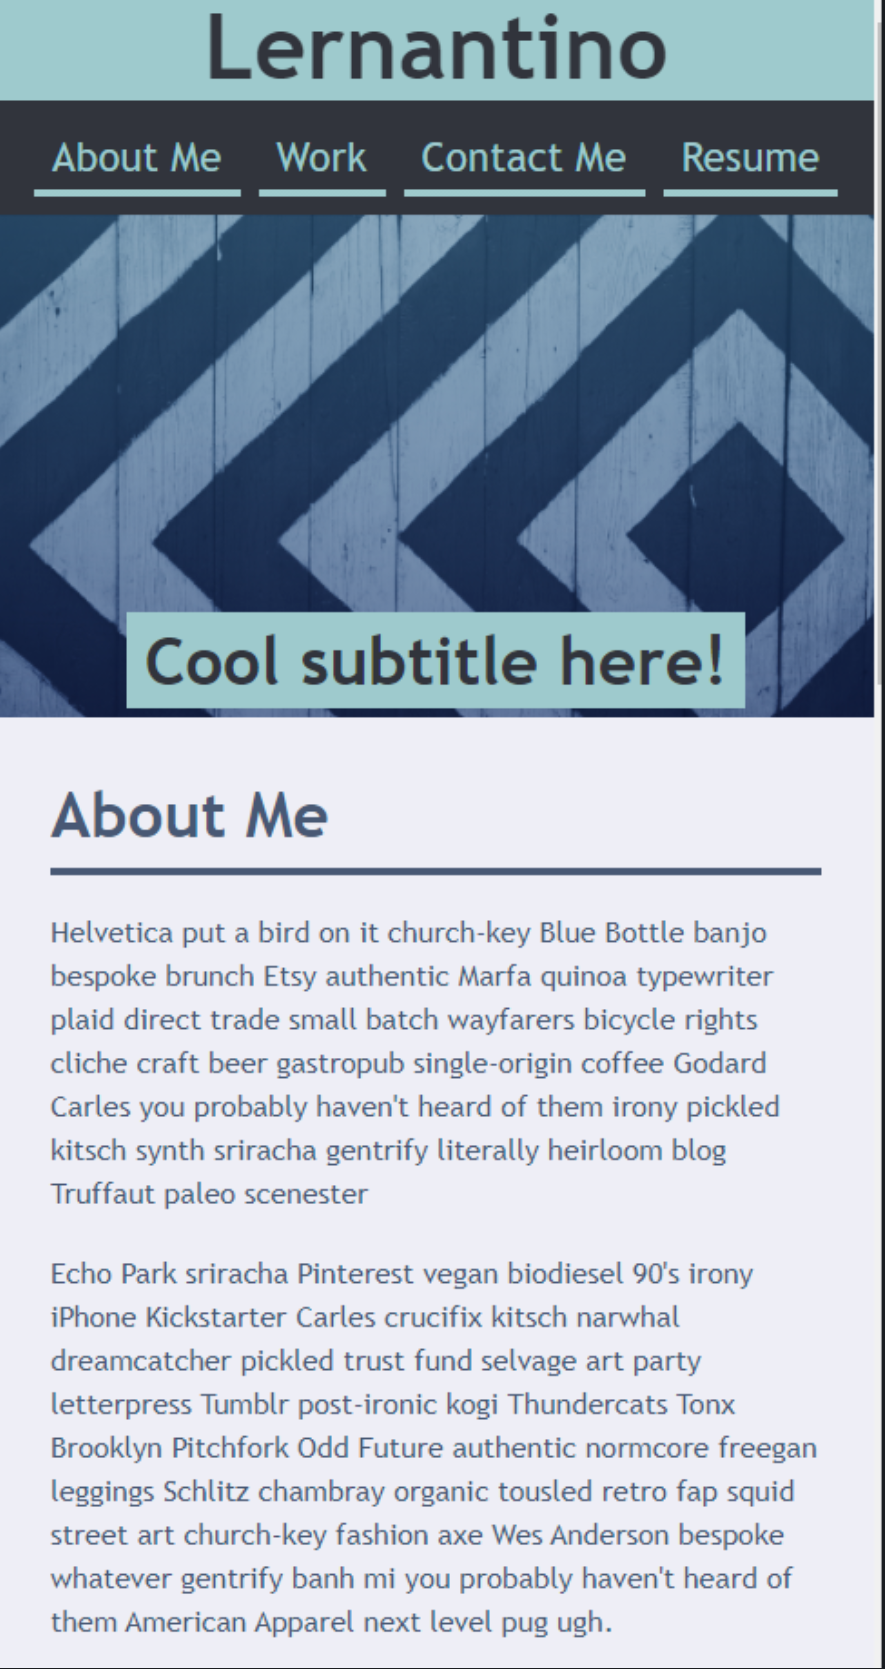 Lernantino
About Me Work Contact Me Resume
Cool subtitle here!
About Me
Helvetica put a bird on it church-key Blue Bottle banjo
bespoke brunch Etsy authentic Marfa quinoa typewriter
plaid direct trade small batch wayfarers bicycle rights
cliche craft beer gastropub single-origin coffee Godard
Carles you probably haven't heard of them irony pickled
kitsch synth sriracha gentrify literally heirloom blog
Truffaut paleo scenester
Echo Park sriracha Pinterest vegan biodiesel 90's irony
iPhone Kickstarter Carles crucifix kitsch narwhal
dreamcatcher pickled trust fund selvage art party
letterpress Tumblr post-ironic kogi Thundercats Tonx
Brooklyn Pitchfork Odd Future authentic normcore freegan
leggings Schlitz chambray organic tousled retro fap squid
street art church-key fashion axe Wes Anderson bespoke
whatever gentrify banh mi you probably haven't heard of
them American Apparel next level pug ugh.